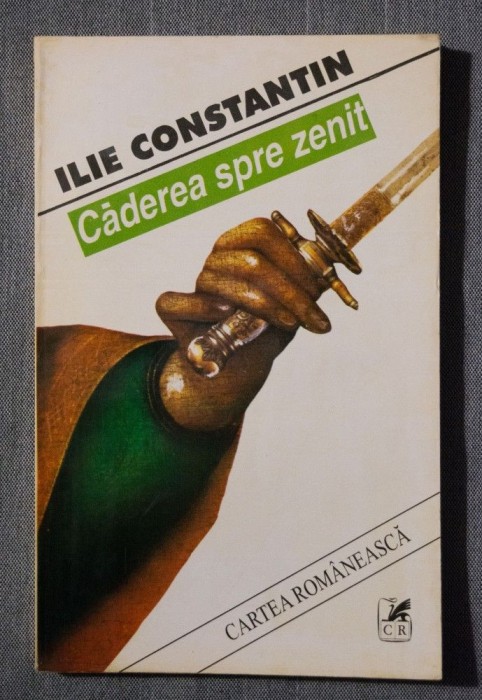 ILIE CONSTANTIN
Căderea spre zenit
CARTEA ROMÂNEASCĂ
CR